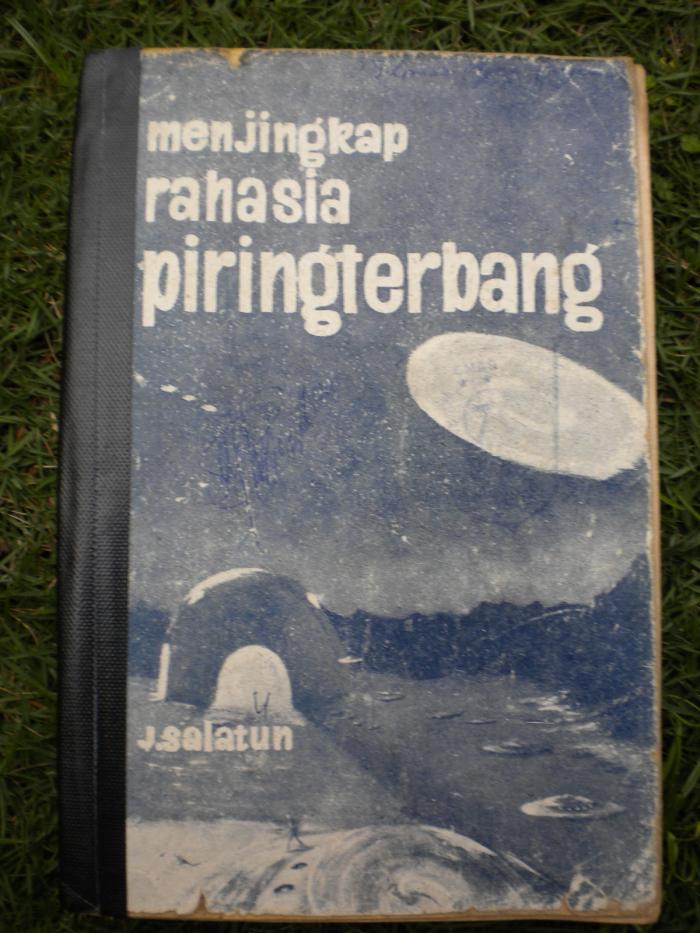 menjingkap
rahasia
piringterbang
J.salatun